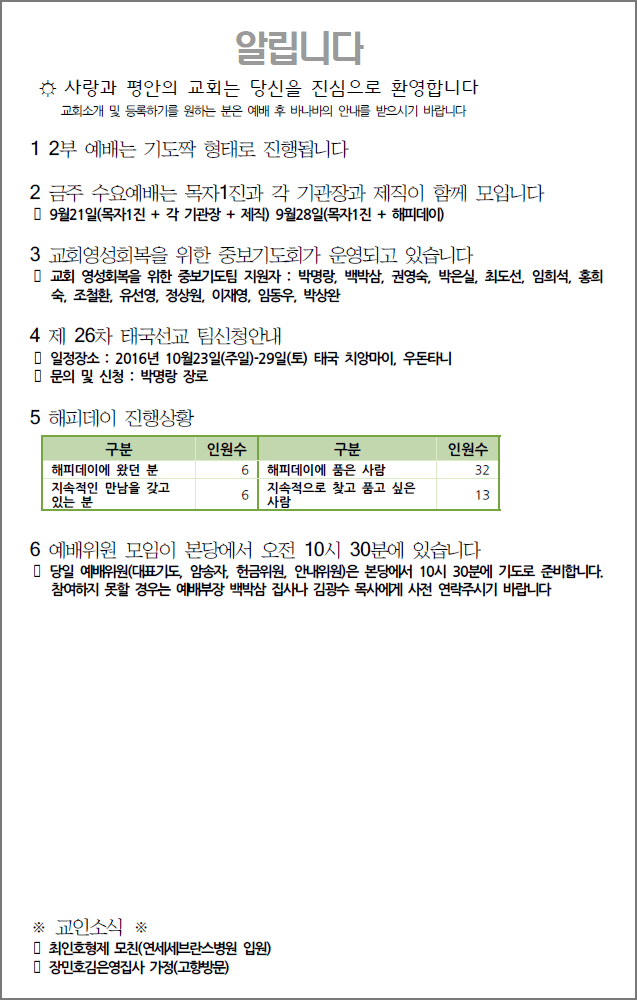 알립니다
☼ 사랑과 평안의 교회는 당신을 진심으로 환영합니다
교회소개 및 등록하기를 원하는 분은 예배 후 바나바의 안내를 받으시기 바랍니다
1 2부 예배는 기도짝 형태로 진행됩니다
2 금주 수요예배는 목자1진과 각 기관장과 제직이 함께 모입니다
▯ 9월21일(목자1진 + 각 기관장 + 제직) 9월28일(목자1진 + 해피데이)
3 교회영성회복을 위한 중보기도회가 운영되고 있습니다
▯ 교회 영성회복을 위한 중보기도팀 지원자 : 박명랑, 백박삼, 권영숙, 박은실, 최도선, 임희석, 홍희
숙, 조철환, 유선영, 정상원, 이재영, 임동우, 박상완
4 제 26차 태국선교 팀신청안내
▯ 일정장소 : 2016년 10월23일(주일)-29일(토) 태국 치앙마이, 우돈타니
▯ 문의 및 신청 : 박명랑 장로
5 해피데이 진행상황
구분 인원수 구분 인원수
해피데이에 왔던 분 6 해피데이에 품은 사람 32
지속적인 만남을 갖고 있는 분 6 지속적으로 찾고 품고 싶은 사람 13
6 예배위원 모임이 본당에서 오전 10시 30분에 있습니다
▯ 당일 예배위원(대표기도, 암송자, 헌금위원, 안내위원)은 본당에서 10시 30분에 기도로 준비합니다.
참여하지 못할 경우는 예배부장 백박삼 집사나 김광수 목사에게 사전 연락주시기 바랍니다
※ 교인소식 ※
▯ 최인호형제 모친(연세세브란스병원 입원)
▯ 장민호김은영집사 가정(고향방문)